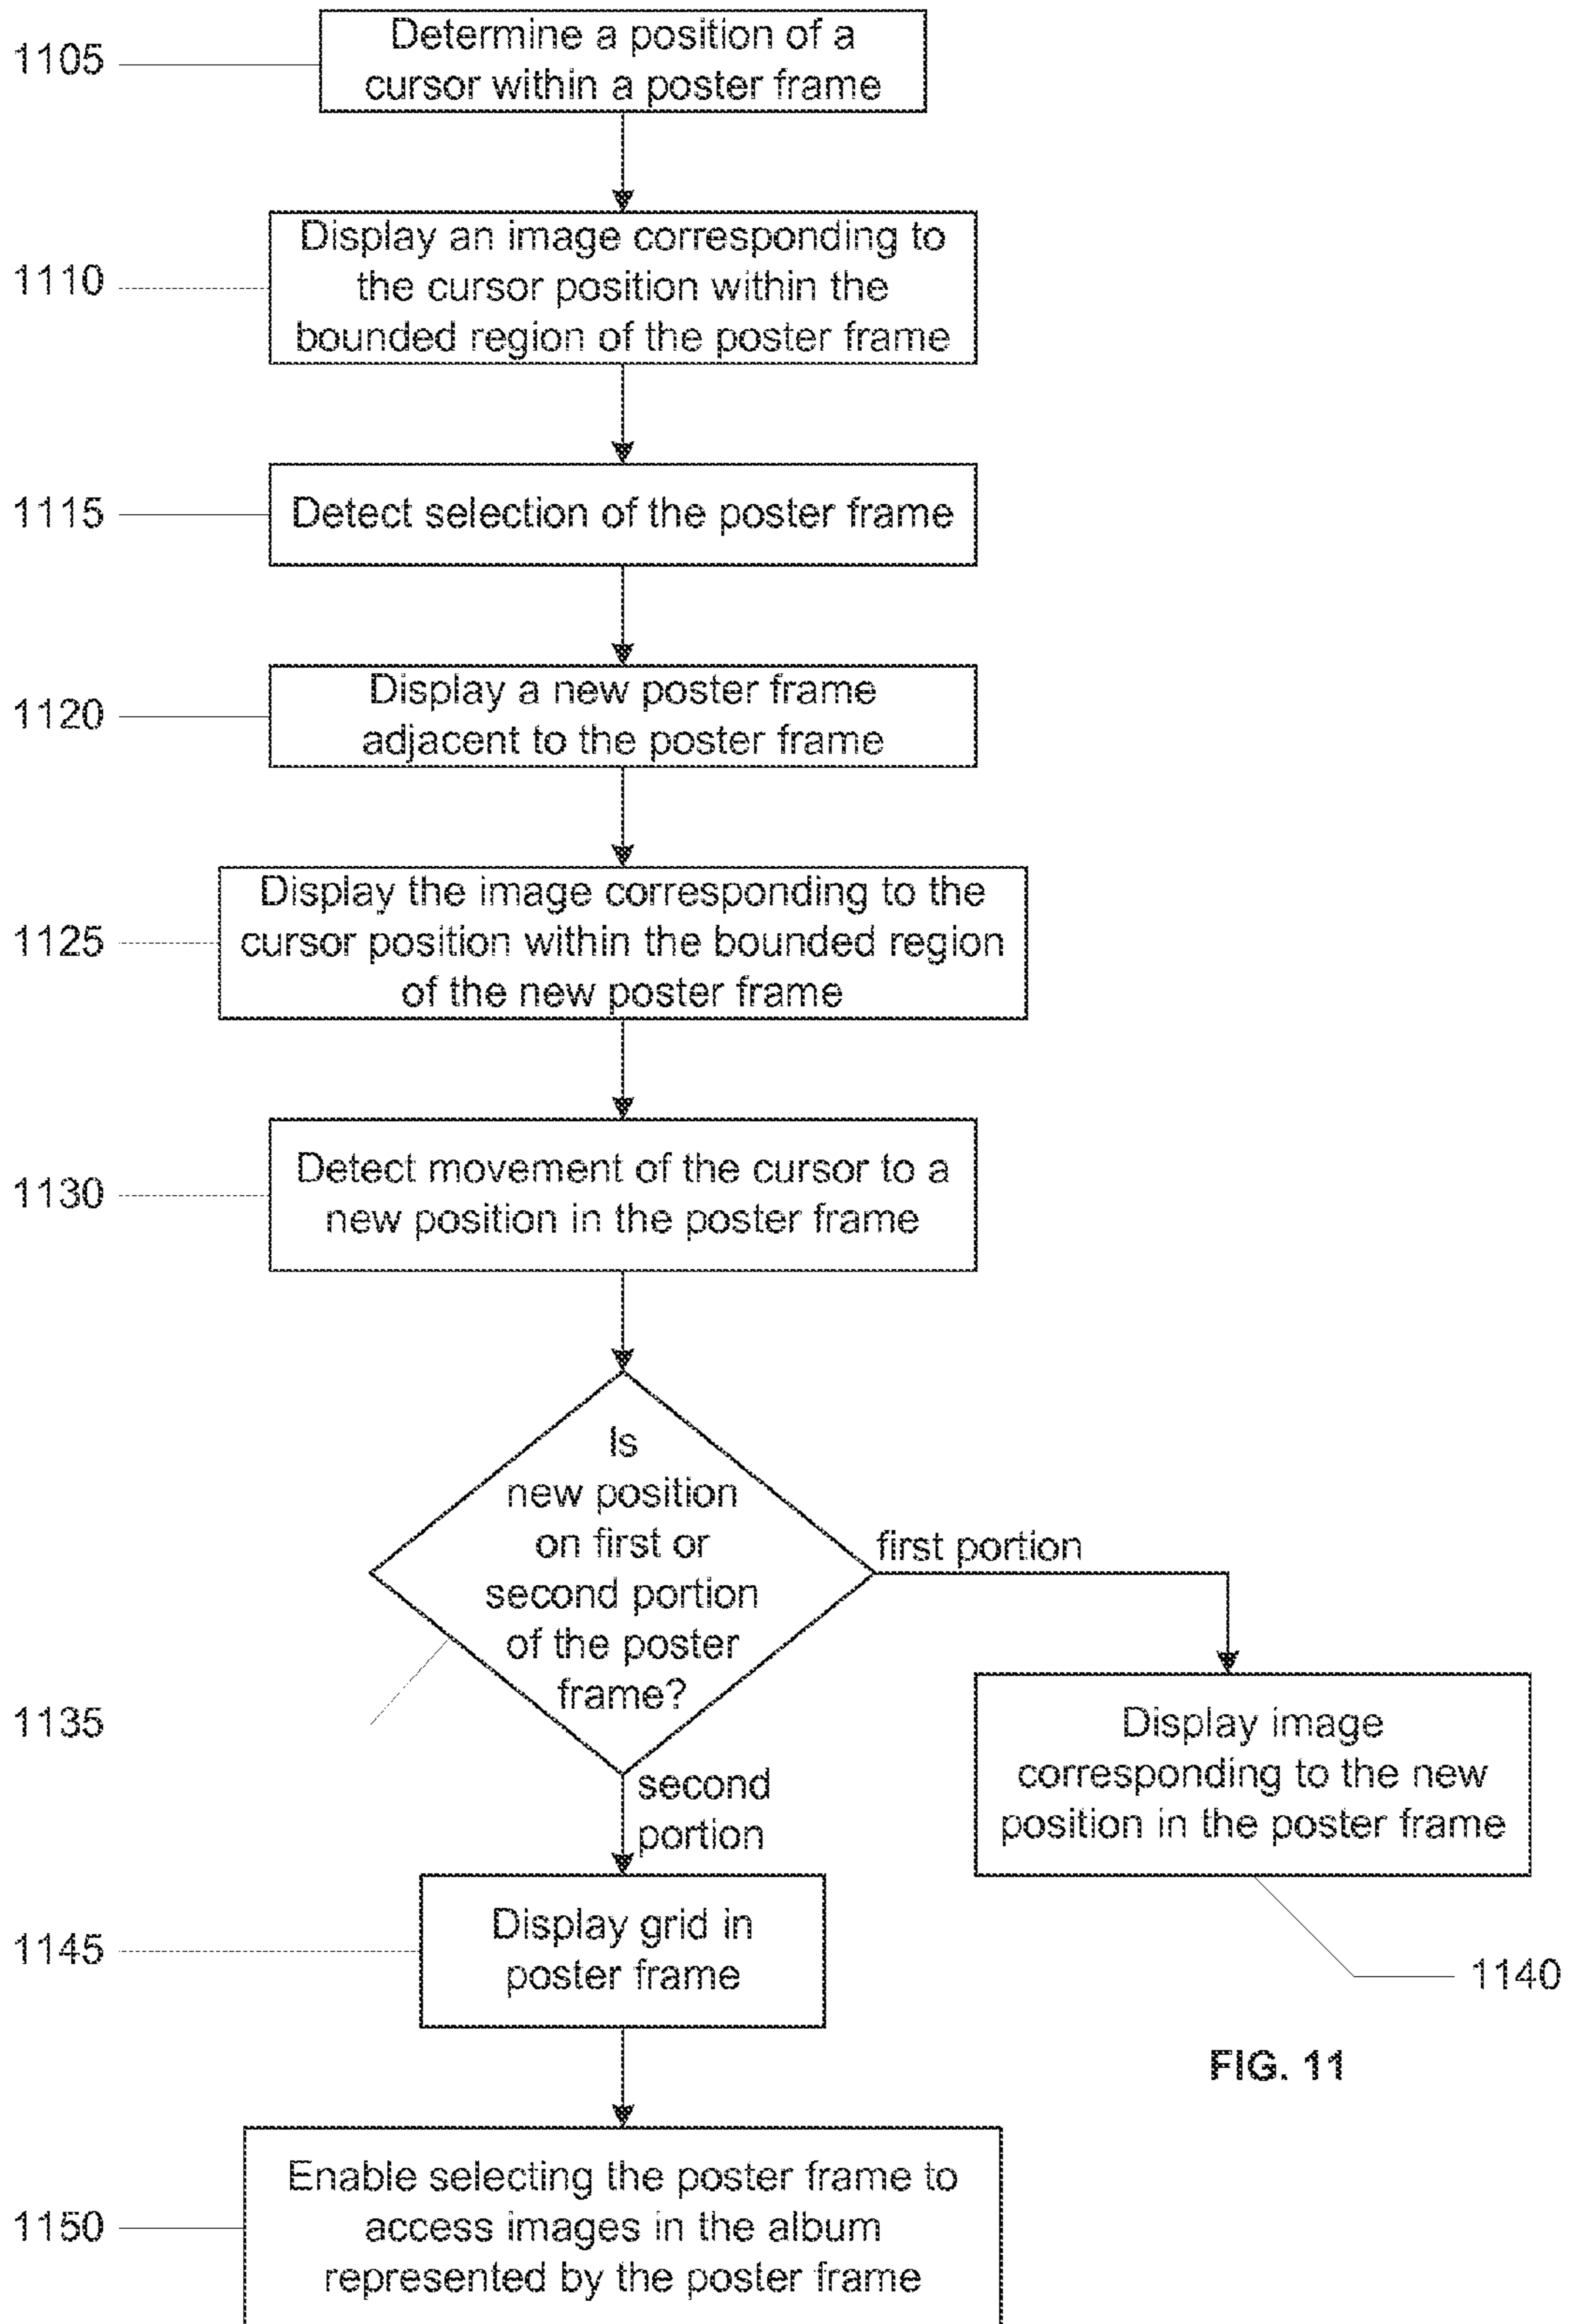 1105
Determine a position of a
cursor within a poster frame
1110
Display an image corresponding to
the cursor position within the
bounded region of the poster frame
1115
Detect selection of the poster frame
1120
Display a new poster frame
adjacent to the poster frame
1125
Display the image corresponding to the
cursor position within the bounded region
of the new poster frame
1130
Detect movement of the cursor to a
new position in the poster frame
1135
Is
new position
on first or
second portion
of the poster
frame?
first portion
Display image
corresponding to the new
position in the poster frame
1140
second
portion
1145
Display grid in
poster frame
1150
Enable selecting the poster frame to
access images in the album
represented by the poster frame
FIG. 11